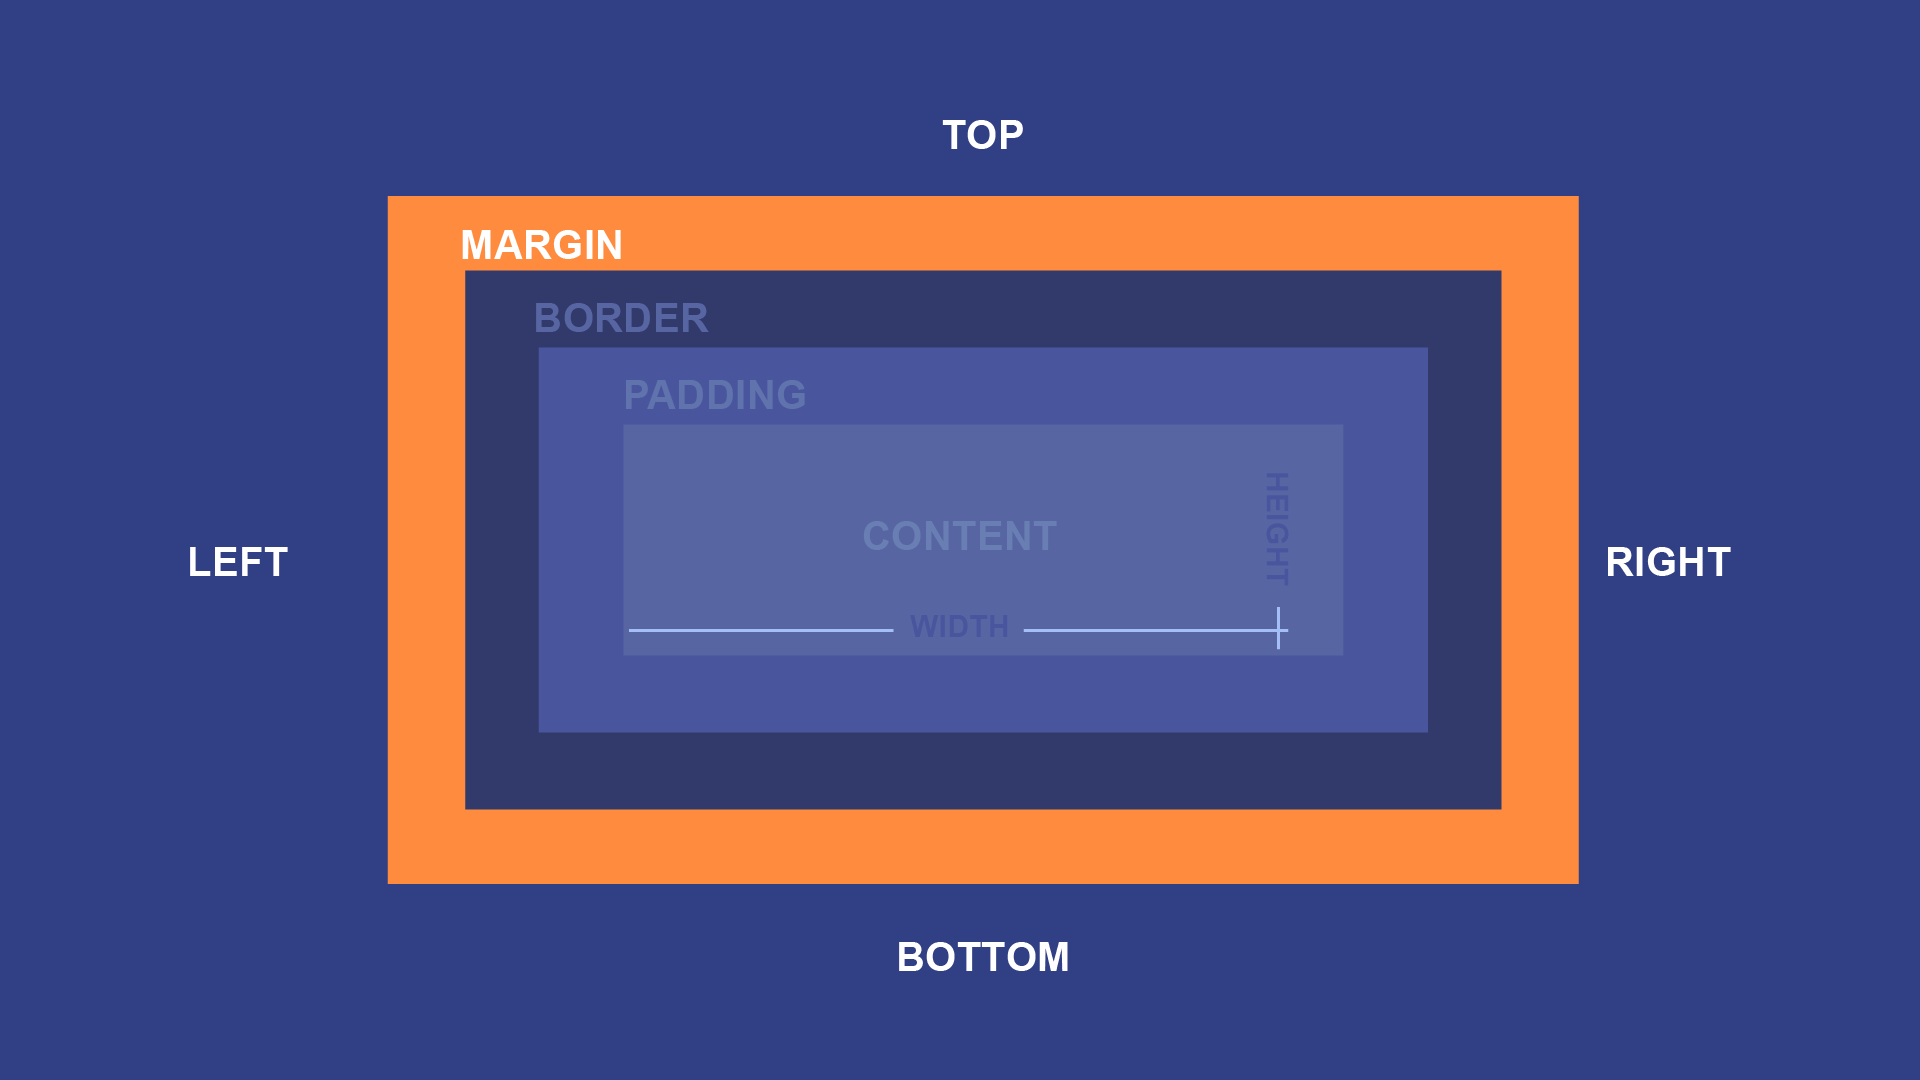 TOP
MARGIN
BORDER
PADDING
HEIGHT
CONTENT
LEFT
RIGHT
WIDTH
BOTTOM